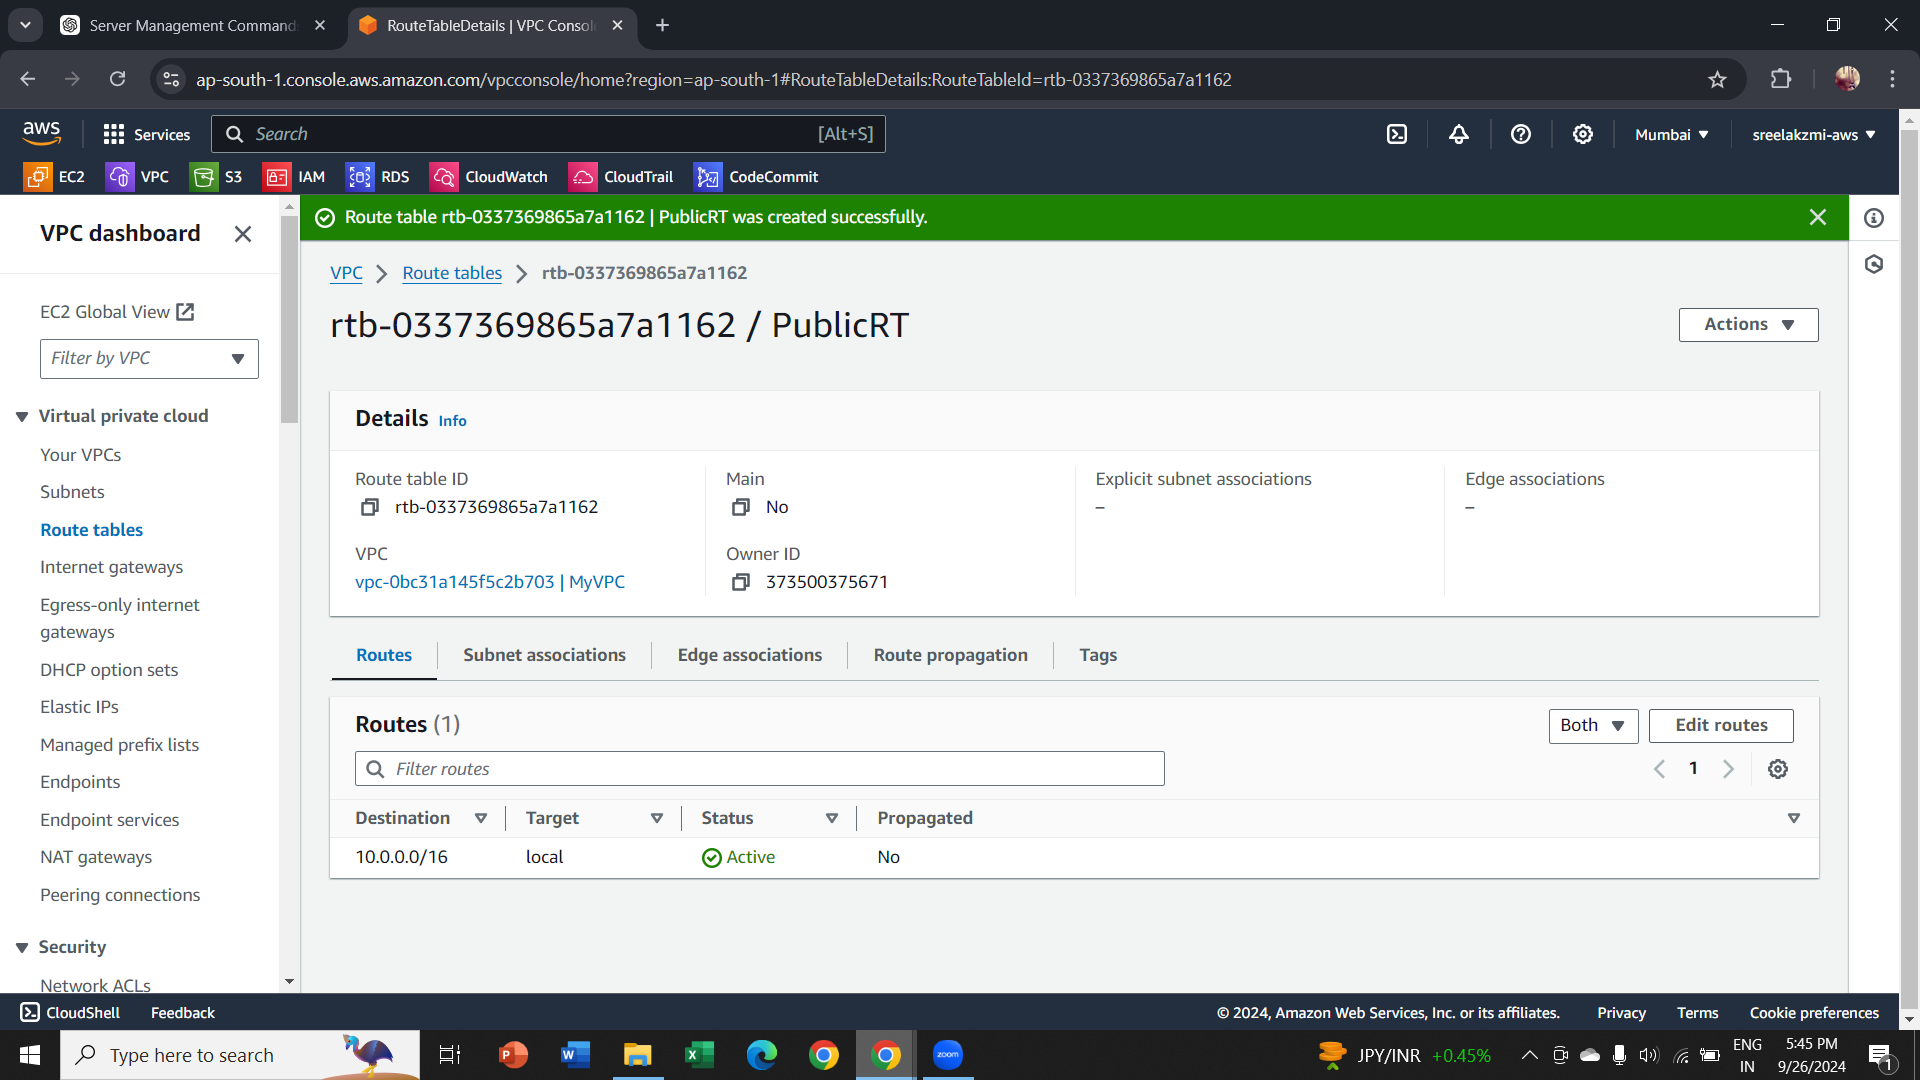 Server Management Command
RouteTableDetails | VPC Consol
ap-south-1.console.aws.amazon.com/vpcconsole/home?region=ap-south-1#RouteTableDetails:RouteTableId=rtb-0337369865a7a1162
aws
Services
Search
[Alt+S]
Mumbai
sreelakzmi-aws
EC2
VPC
S3
IAM
RDS
CloudWatch
CloudTrail
CodeCommit
VPC dashboard
EC2 Global View
Filter by VPC
Virtual private cloud
Your VPCs
Subnets
Route tables
Internet gateways
Egress-only internet
gateways
DHCP option sets
Elastic IPs
Managed prefix lists
Endpoints
Endpoint services
NAT gateways
Peering connections
Security
Network ACLs
Route table rtb-0337369865a7a1162 | PublicRT was created successfully.
VPC
Route tables
rtb-0337369865a7a1162
rtb-0337369865a7a1162 / PublicRT
Actions
Details Info
Route table ID
rtb-0337369865a7a1162
Main
No
Explicit subnet associations
–
Edge associations
–
VPC
vpc-0bc31a145f5c2b703 | MyVPC
Owner ID
373500375671
Routes
Subnet associations
Edge associations
Route propagation
Tags
Routes (1)
Both
Edit routes
Filter routes
1
Destination
Target
Status
Propagated
10.0.0.0/16
local
Active
No
CloudShell
Feedback
© 2024, Amazon Web Services, Inc. or its affiliates.
Privacy
Terms
Cookie preferences
Type here to search
zoom
JPY/INR +0.45%
ENG
IN
5:45 PM
9/26/2024
1